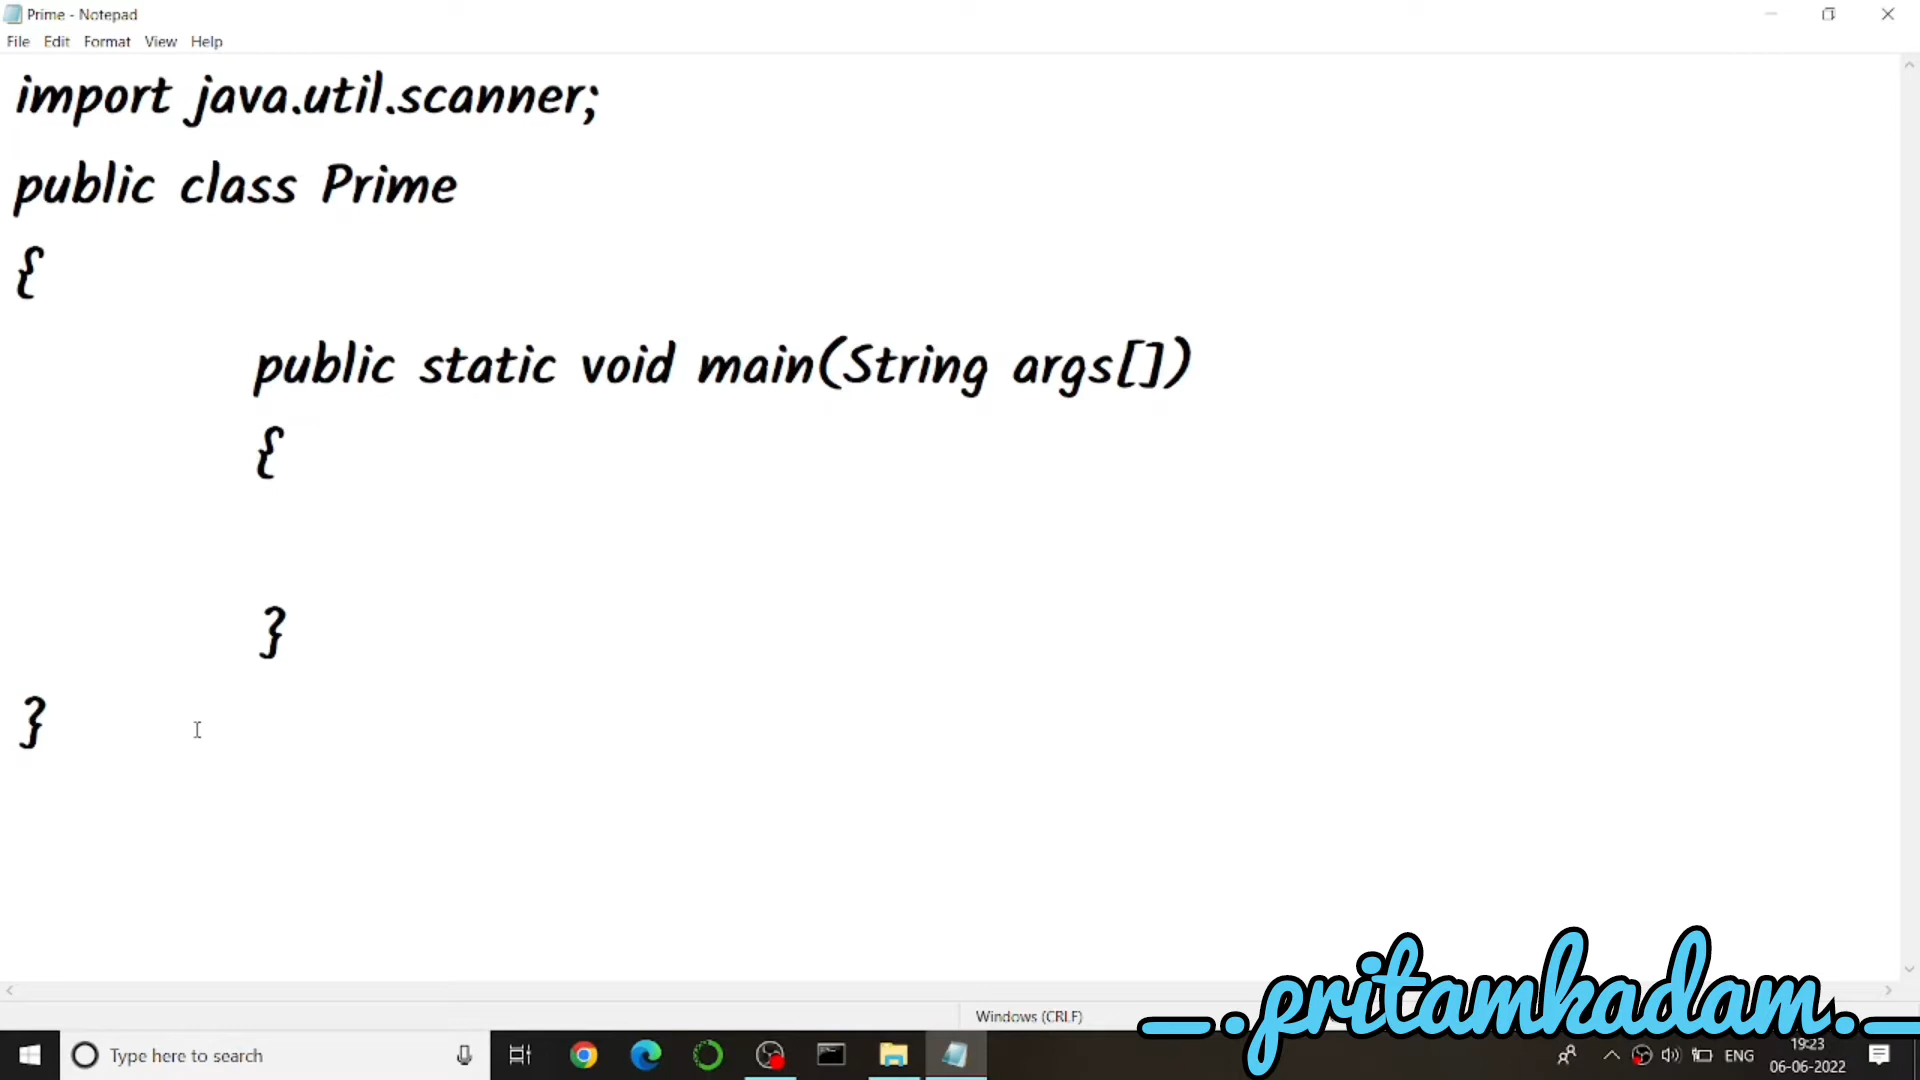 Prime - Notepad
File Edit Format View Help
import java.util.scanner;
public class Prime
{
public static void main(String args[])
{
}
}
Windows (CRLF)
_.pritamkadam._
Type here to search
ENG
19:23
06-06-2022